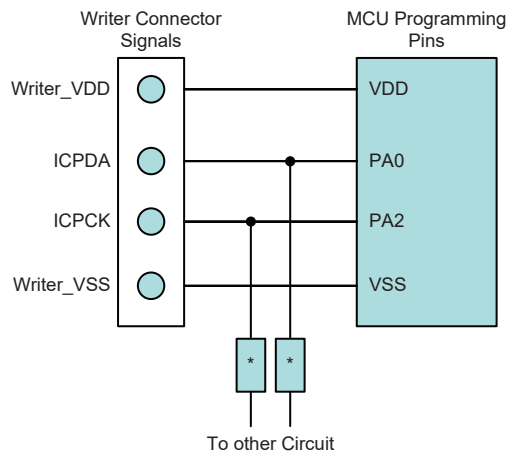 Writer Connector
Signals
MCU Programming
Pins
Writer_VDD
VDD
ICPDA
PA0
ICPCK
PA2
Writer_VSS
VSS
*
*
To other Circuit